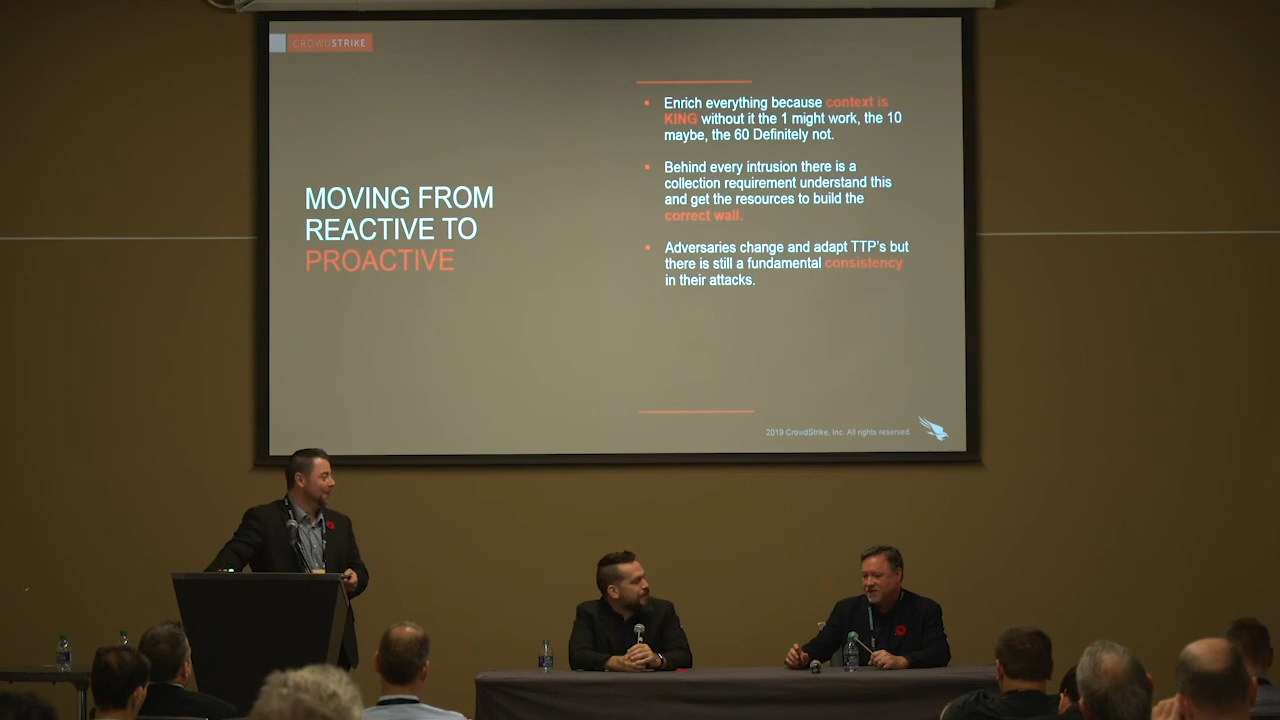 CROWDSTRIKE
MOVING FROM
REACTIVE TO
PROACTIVE
▪ Enrich everything because context is
KING without it the 1 might work, the 10
maybe, the 60 Definitely not.
▪ Behind every intrusion there is a
collection requirement understand this
and get the resources to build the
correct wall.
▪ Adversaries change and adapt TTP's but
there is still a fundamental consistency
in their attacks.
2019 CrowdStrike, Inc. All rights reserved.